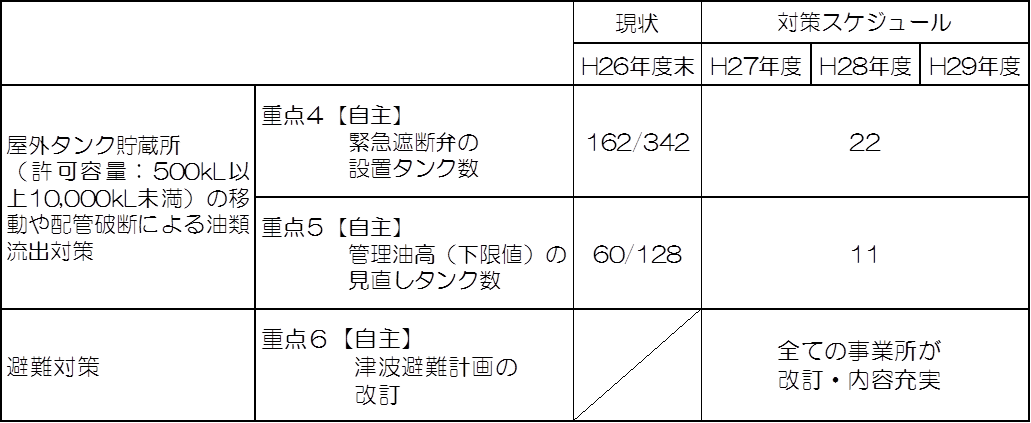 現状
対策スケジュール
H26年度末
H27年度
H28年度
H29年度
屋外タンク貯蔵所
（許可容量：500kL以
上10,000kL未満）の移
動や配管破断による油類
流出対策
重点4【自主】
緊急遮断弁の
設置タンク数
162/342
22
重点5【自主】
管理油高（下限値）の
見直しタンク数
60/128
11
避難対策
重点6【自主】
津波避難計画の
改訂
全ての事業所が
改訂・内容充実